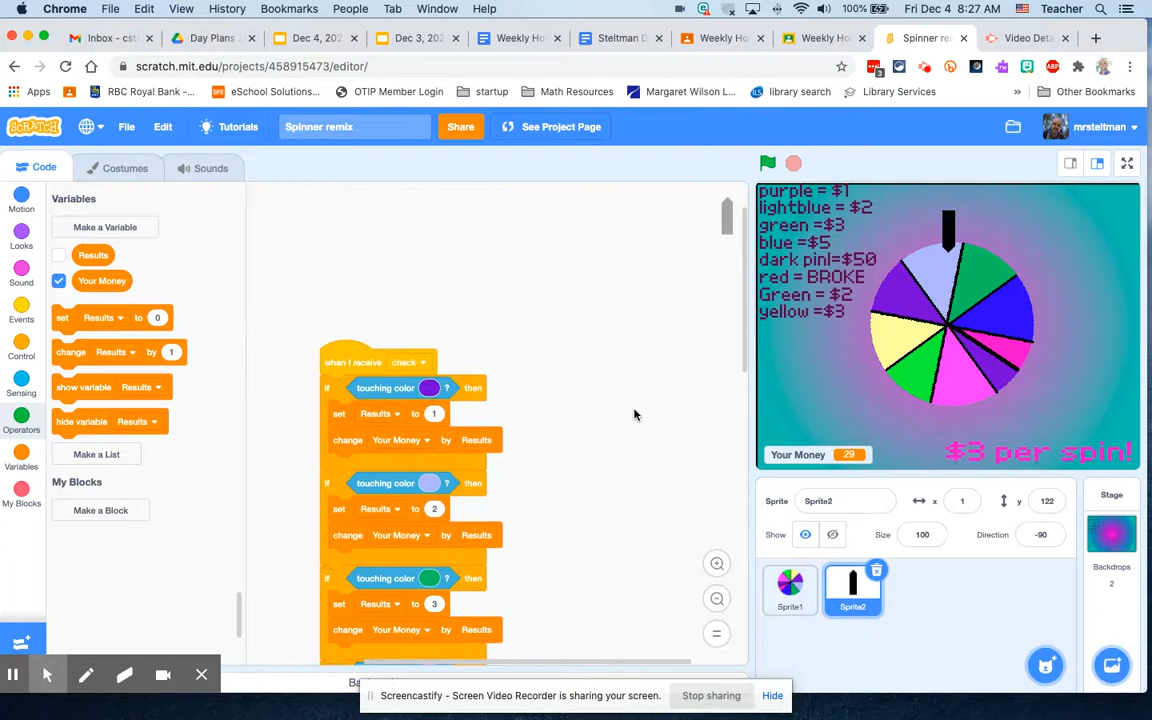 Chrome File Edit View History Bookmarks People Tab Window Help 100% Fri Dec 4 8:27 AM Teacher
Inbox - cst Day Plans 2 Dec 4, 2020 Dec 3, 202 Weekly Ho Steltman D Weekly Ho Weekly Ho Spinner re Video Deta
scratch.mit.edu/projects/458915473/editor/
3
ABP
Apps RBC Royal Bank -... eSchool Solutions... OTIP Member Login startup Math Resources Margaret Wilson L... library search Library Services » Other Bookmarks
SCRATCH File Edit Tutorials Spinner remix Share See Project Page mrsteltman
Code Costumes Sounds
Motion
Looks
Sound
Events
Control
Sensing
Operators
Variables
My Blocks
Variables
Make a Variable
Results
Your Money
set Results to 0
change Results by 1
show variable Results
hide variable Results
Make a List
My Blocks
Make a Block
when I receive check
if touching color ? then
set Results to 1
change Your Money by Results
if touching color ? then
set Results to 2
change Your Money by Results
if touching color ? then
set Results to 3
change Your Money by Results
purple = $1
lightblue = $2
green =$3
blue =$5
dark pinl=$50
red = BROKE
Green =$2
yellow =$3
Your Money 29
$3 per spin!
Sprite Sprite2 x 1 y 122
Show Size 100 Direction -90
Sprite1
Sprite2
Stage
Backdrops
2
Screencastify - Screen Video Recorder is sharing your screen. Stop sharing Hide